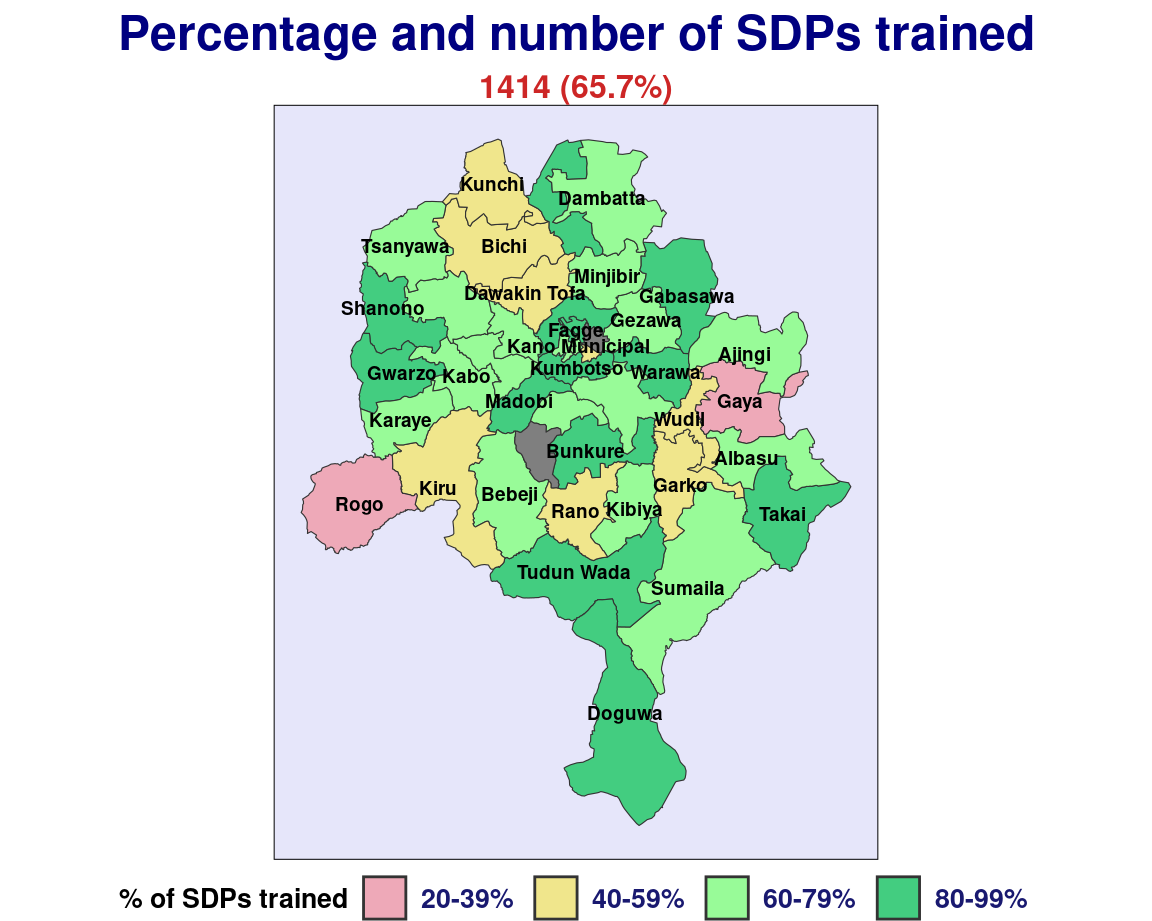 Percentage and number of SDPs trained
1414 (65.7%)
Kunchi
Dambatta
Tsanyawa
Bichi
Minjibir
Dawakin Tofa
Gabasawa
Shanono
Gezawa
Fagge
Kano Municipal
Ajingi
Kumbotso
Warawa
Gwarzo
Kabo
Madobi
Gaya
Karaye
Wudil
Bunkure
Albasu
Garko
Kiru
Bebeji
Rogo
Rano
Kibiya
Takai
Tudun Wada
Sumaila
Doguwa
% of SDPs trained
20-39%
40-59%
60-79%
80-99%